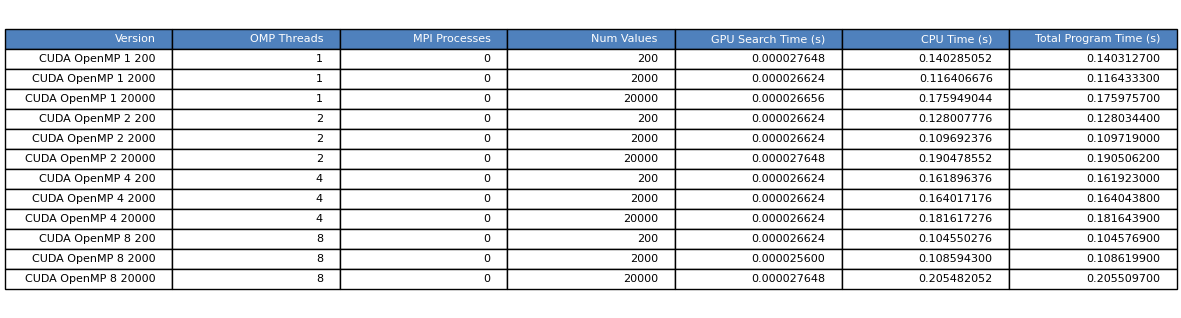 Version OMP Threads MPI Processes Num Values GPU Search Time (s) CPU Time (s) Total Program Time (s)
CUDA OpenMP 1 200 1 0 200 0.000027648 0.140285052 0.140312700
CUDA OpenMP 1 2000 1 0 2000 0.000026624 0.116406676 0.116433300
CUDA OpenMP 1 20000 1 0 20000 0.000026656 0.175949044 0.175975700
CUDA OpenMP 2 200 2 0 200 0.000026624 0.128007776 0.128034400
CUDA OpenMP 2 2000 2 0 2000 0.000026624 0.109692376 0.109719000
CUDA OpenMP 2 20000 2 0 20000 0.000027648 0.190478552 0.190506200
CUDA OpenMP 4 200 4 0 200 0.000026624 0.161896376 0.161923000
CUDA OpenMP 4 2000 4 0 2000 0.000026624 0.164017176 0.164043800
CUDA OpenMP 4 20000 4 0 20000 0.000026624 0.181617276 0.181643900
CUDA OpenMP 8 200 8 0 200 0.000026624 0.104550276 0.104576900
CUDA OpenMP 8 2000 8 0 2000 0.000025600 0.108594300 0.108619900
CUDA OpenMP 8 20000 8 0 20000 0.000027648 0.205482052 0.205509700